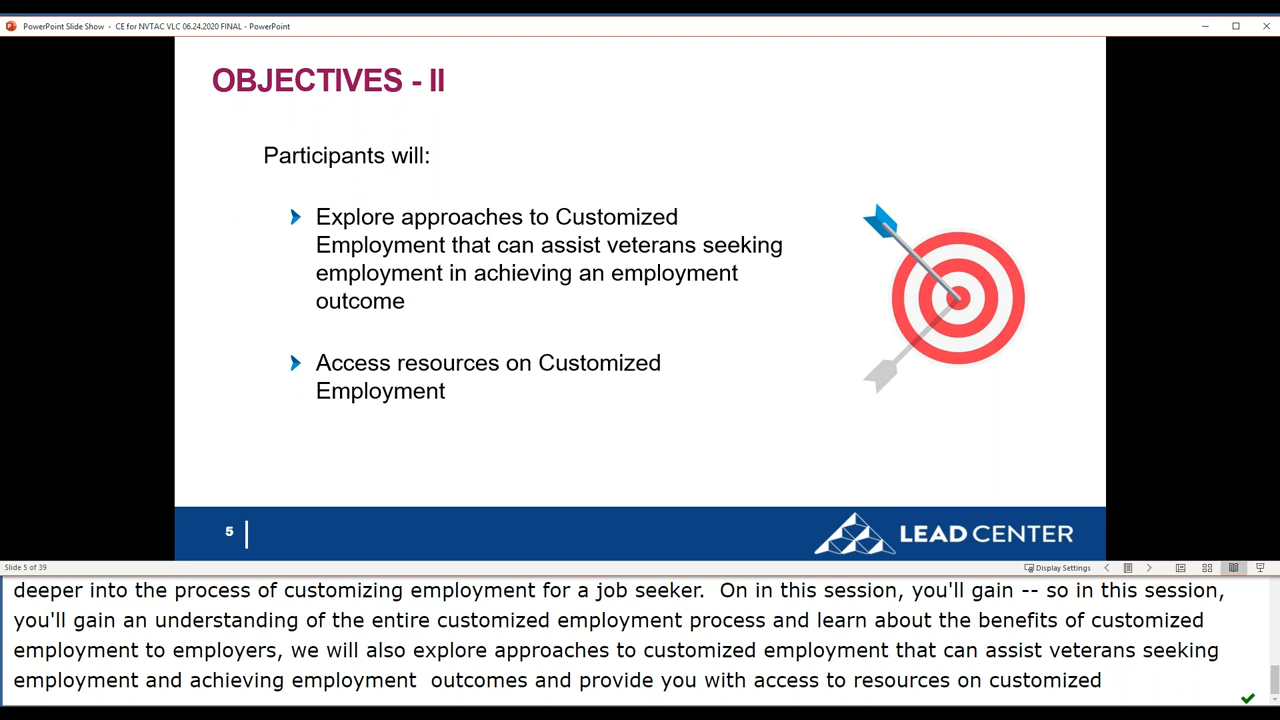 PowerPoint Slide Show - CE for NVTAC VLC 06.24.2020 FINAL - PowerPoint
OBJECTIVES - II
Participants will:
Explore approaches to Customized
Employment that can assist veterans seeking
employment in achieving an employment
outcome
Access resources on Customized
Employment
5
LEAD CENTER
Slide 5 of 39
Display Settings
deeper into the process of customizing employment for a job seeker.  On in this session, you'll gain -- so in this session,
you'll gain an understanding of the entire customized employment process and learn about the benefits of customized
employment to employers, we will also explore approaches to customized employment that can assist veterans seeking
employment and achieving employment  outcomes and provide you with access to resources on customized